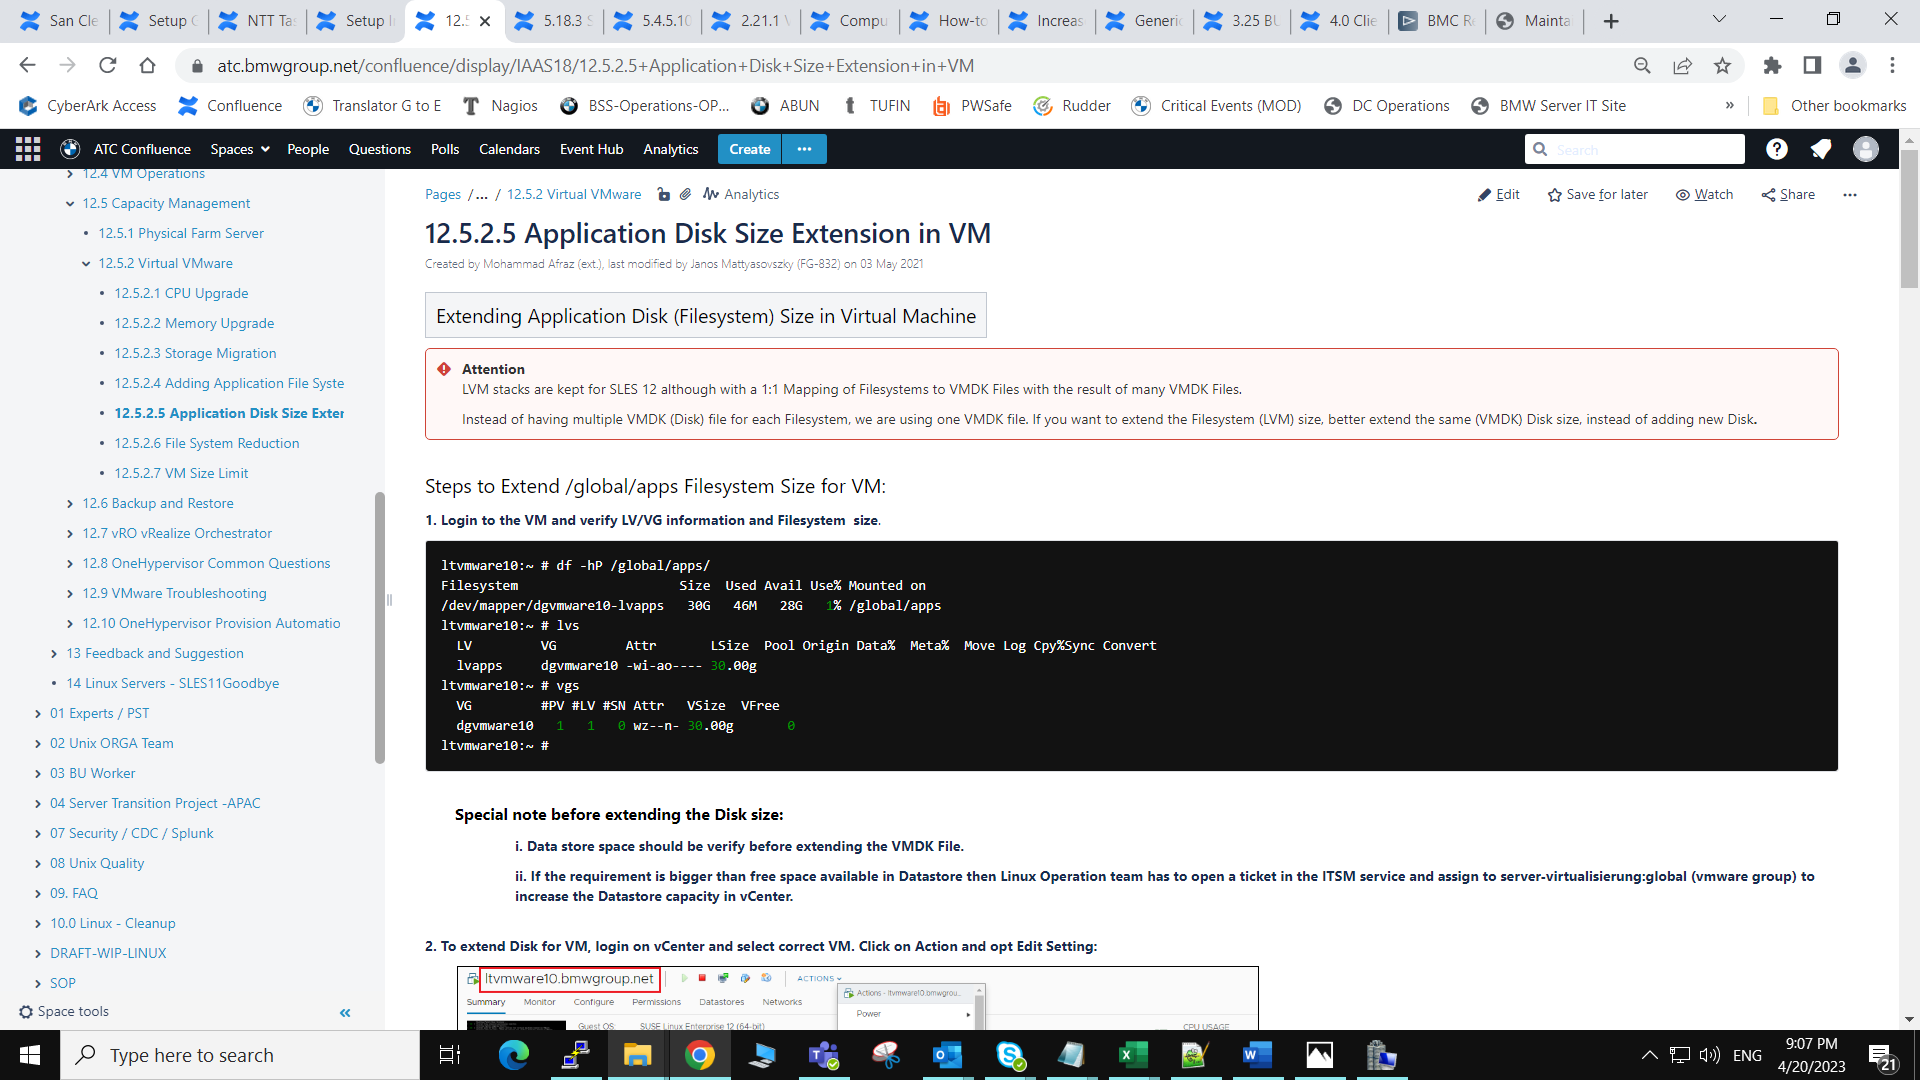 San Cle
Setup C
NTT Tas
Setup In
12.5
5.18.3 S
5.4.5.10
2.21.1 V
Compu
How-to
Increas
Generic
3.25 BU
4.0 Clie
BMC Re
Mainta
atc.bmwgroup.net/confluence/display/IAAS18/12.5.2.5+Application+Disk+Size+Extension+in+VM
CyberArk Access
Confluence
Translator G to E
Nagios
BSS-Operations-OP...
ABUN
TUFIN
PWSafe
Rudder
Critical Events (MOD)
DC Operations
BMW Server IT Site
»
Other bookmarks
ATC Confluence
Spaces
People
Questions
Polls
Calendars
Event Hub
Analytics
Create
Search
12.4 VM Operations
12.5 Capacity Management
12.5.1 Physical Farm Server
12.5.2 Virtual VMware
12.5.2.1 CPU Upgrade
12.5.2.2 Memory Upgrade
12.5.2.3 Storage Migration
12.5.2.4 Adding Application File Syste
12.5.2.5 Application Disk Size Exter
12.5.2.6 File System Reduction
12.5.2.7 VM Size Limit
12.6 Backup and Restore
12.7 vRO vRealize Orchestrator
12.8 OneHypervisor Common Questions
12.9 VMware Troubleshooting
12.10 OneHypervisor Provision Automatio
13 Feedback and Suggestion
14 Linux Servers - SLES11Goodbye
01 Experts / PST
02 Unix ORGA Team
03 BU Worker
04 Server Transition Project -APAC
07 Security / CDC / Splunk
08 Unix Quality
09. FAQ
10.0 Linux - Cleanup
DRAFT-WIP-LINUX
SOP
Space tools
«
Pages / ... / 12.5.2 Virtual VMware
Analytics
Edit
Save for later
Watch
Share
12.5.2.5 Application Disk Size Extension in VM
Created by Mohammad Afraz (ext.), last modified by Janos Mattyasovszky (FG-832) on 03 May 2021
Extending Application Disk (Filesystem) Size in Virtual Machine
Attention
LVM stacks are kept for SLES 12 although with a 1:1 Mapping of Filesystems to VMDK Files with the result of many VMDK Files.
Instead of having multiple VMDK (Disk) file for each Filesystem, we are using one VMDK file. If you want to extend the Filesystem (LVM) size, better extend the same (VMDK) Disk size, instead of adding new Disk.
Steps to Extend /global/apps Filesystem Size for VM:
1. Login to the VM and verify LV/VG information and Filesystem  size.
ltvmware10:~ # df -hP /global/apps/
Filesystem                     Size  Used Avail Use% Mounted on
/dev/mapper/dgvmware10-lvapps   30G   46M   28G   1% /global/apps
ltvmware10:~ # lvs
  LV         VG         Attr       LSize  Pool Origin Data%  Meta%  Move Log Cpy%Sync Convert
  lvapps     dgvmware10 -wi-ao---- 30.00g
ltvmware10:~ # vgs
  VG         #PV #LV #SN Attr   VSize  VFree
  dgvmware10   1   1   0 wz--n- 30.00g       0
ltvmware10:~ #
Special note before extending the Disk size:
i. Data store space should be verify before extending the VMDK File.
ii. If the requirement is bigger than free space available in Datastore then Linux Operation team has to open a ticket in the ITSM service and assign to server-virtualisierung:global (vmware group) to
increase the Datastore capacity in vCenter.
2. To extend Disk for VM, login on vCenter and select correct VM. Click on Action and opt Edit Setting:
ltvmware10.bmwgroup.net
ACTIONS
Summary
Monitor
Configure
Permissions
Datastores
Networks
Actions - ltvmware10.bmwgrou...
Power
Guest OS:
SUSE Linux Enterprise 12 (64-bit)
CPU USAGE
Type here to search
ENG
9:07 PM
4/20/2023
21